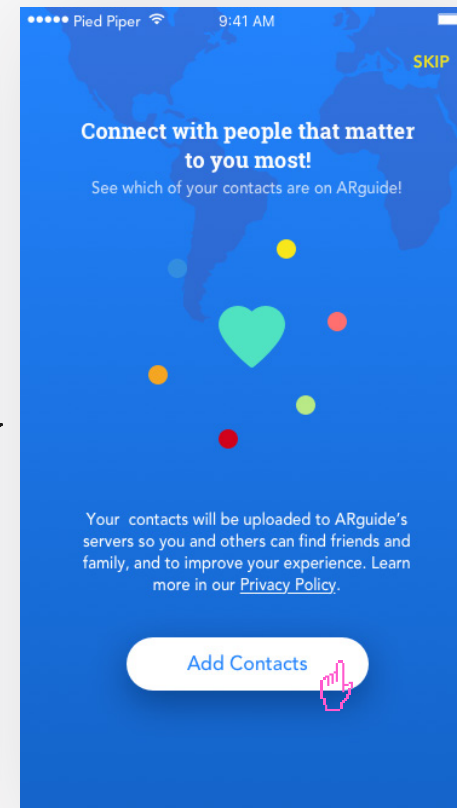 Pied Piper 9:41 AM
SKIP
Connect with people that matter
to you most!
See which of your contacts are on ARguide!
Your contacts will be uploaded to ARguide's
servers so you and others can find friends and
family, and to improve your experience. Learn
more in our Privacy Policy.
Add Contacts